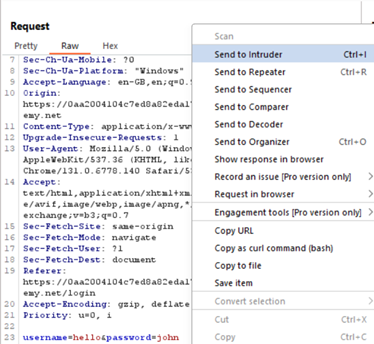 Request
Pretty Raw Hex
7 Sec-Ch-Ua-Mobile: ?0
8 Sec-Ch-Ua-Platform: "Windows"
9 Accept-Language: en-GB,en;q=0.
10 Origin:
https://0aa2004104c7ed8a82eda17
emy.net
11 Content-Type: application/x-www
12 Upgrade-Insecure-Requests: 1
13 User-Agent: Mozilla/5.0 (Window
AppleWebKit/537.36 (KHTML, lik
Chrome/131.0.6778.140 Safari/5
14 Accept:
text/html,application/xhtml+xm
e/avif,image/webp,image/apng,*
exchange;v=b3;q=0.7
15 Sec-Fetch-Site: same-origin
16 Sec-Fetch-Mode: navigate
17 Sec-Fetch-User: ?1
18 Sec-Fetch-Dest: document
19 Referer:
https://0aa2004104c7ed8a82eda17
emy.net/login
20 Accept-Encoding: gzip, deflate
21 Priority: u=0, i
22
23 username=hello&password=john
Scan
Send to Intruder Ctrl+I
Send to Repeater Ctrl+R
Send to Sequencer
Send to Comparer
Send to Decoder
Send to Organizer Ctrl+O
Show response in browser
Record an issue [Pro version only] >
Request in browser >
Engagement tools [Pro version only] >
Copy URL
Copy as curl command (bash)
Copy to file
Save item
Convert selection >
Cut Ctrl+X
Copy Ctrl+C